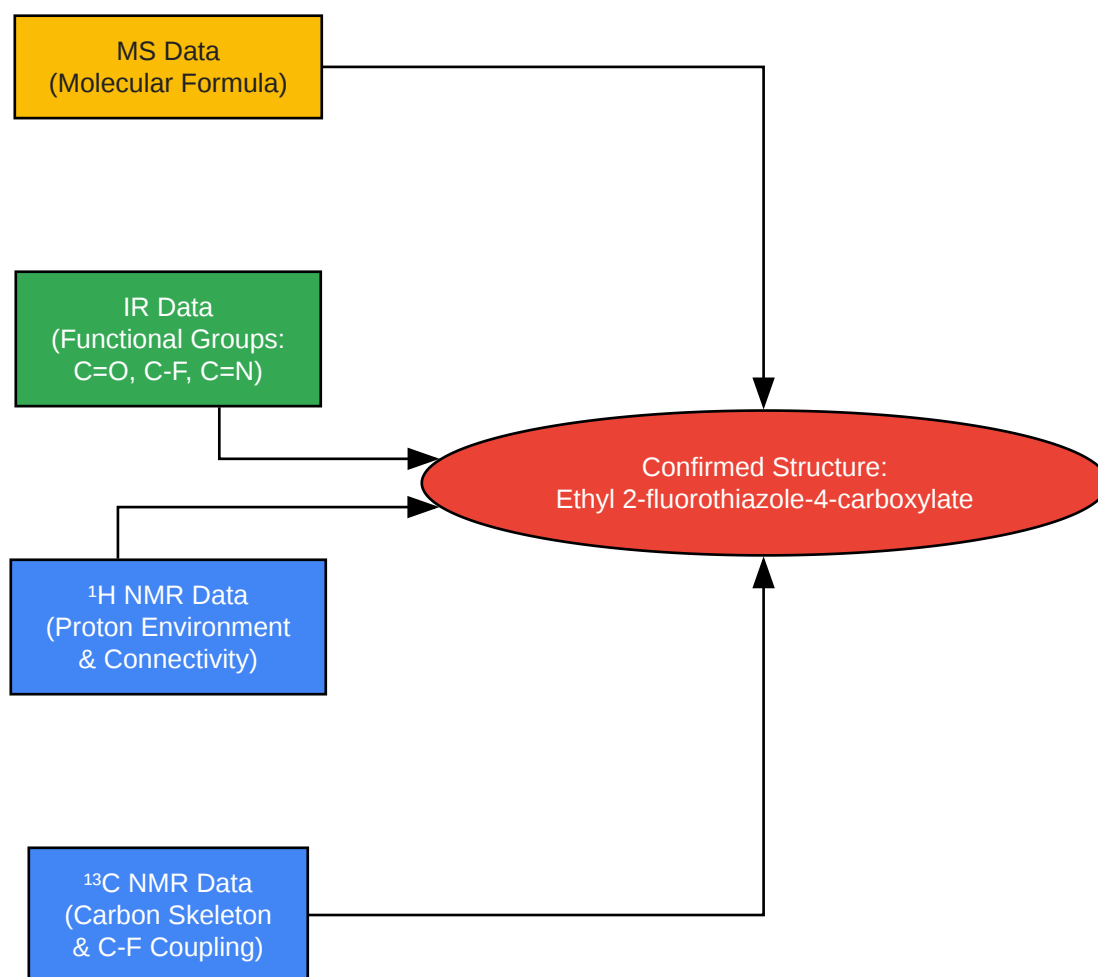 MS Data
(Molecular Formula)
IR Data
(Functional Groups:
C=O, C-F, C=N)
Confirmed Structure:
Ethyl 2-fluorothiazole-4-carboxylate
¹H NMR Data
(Proton Environment
& Connectivity)
¹³C NMR Data
(Carbon Skeleton
& C-F Coupling)